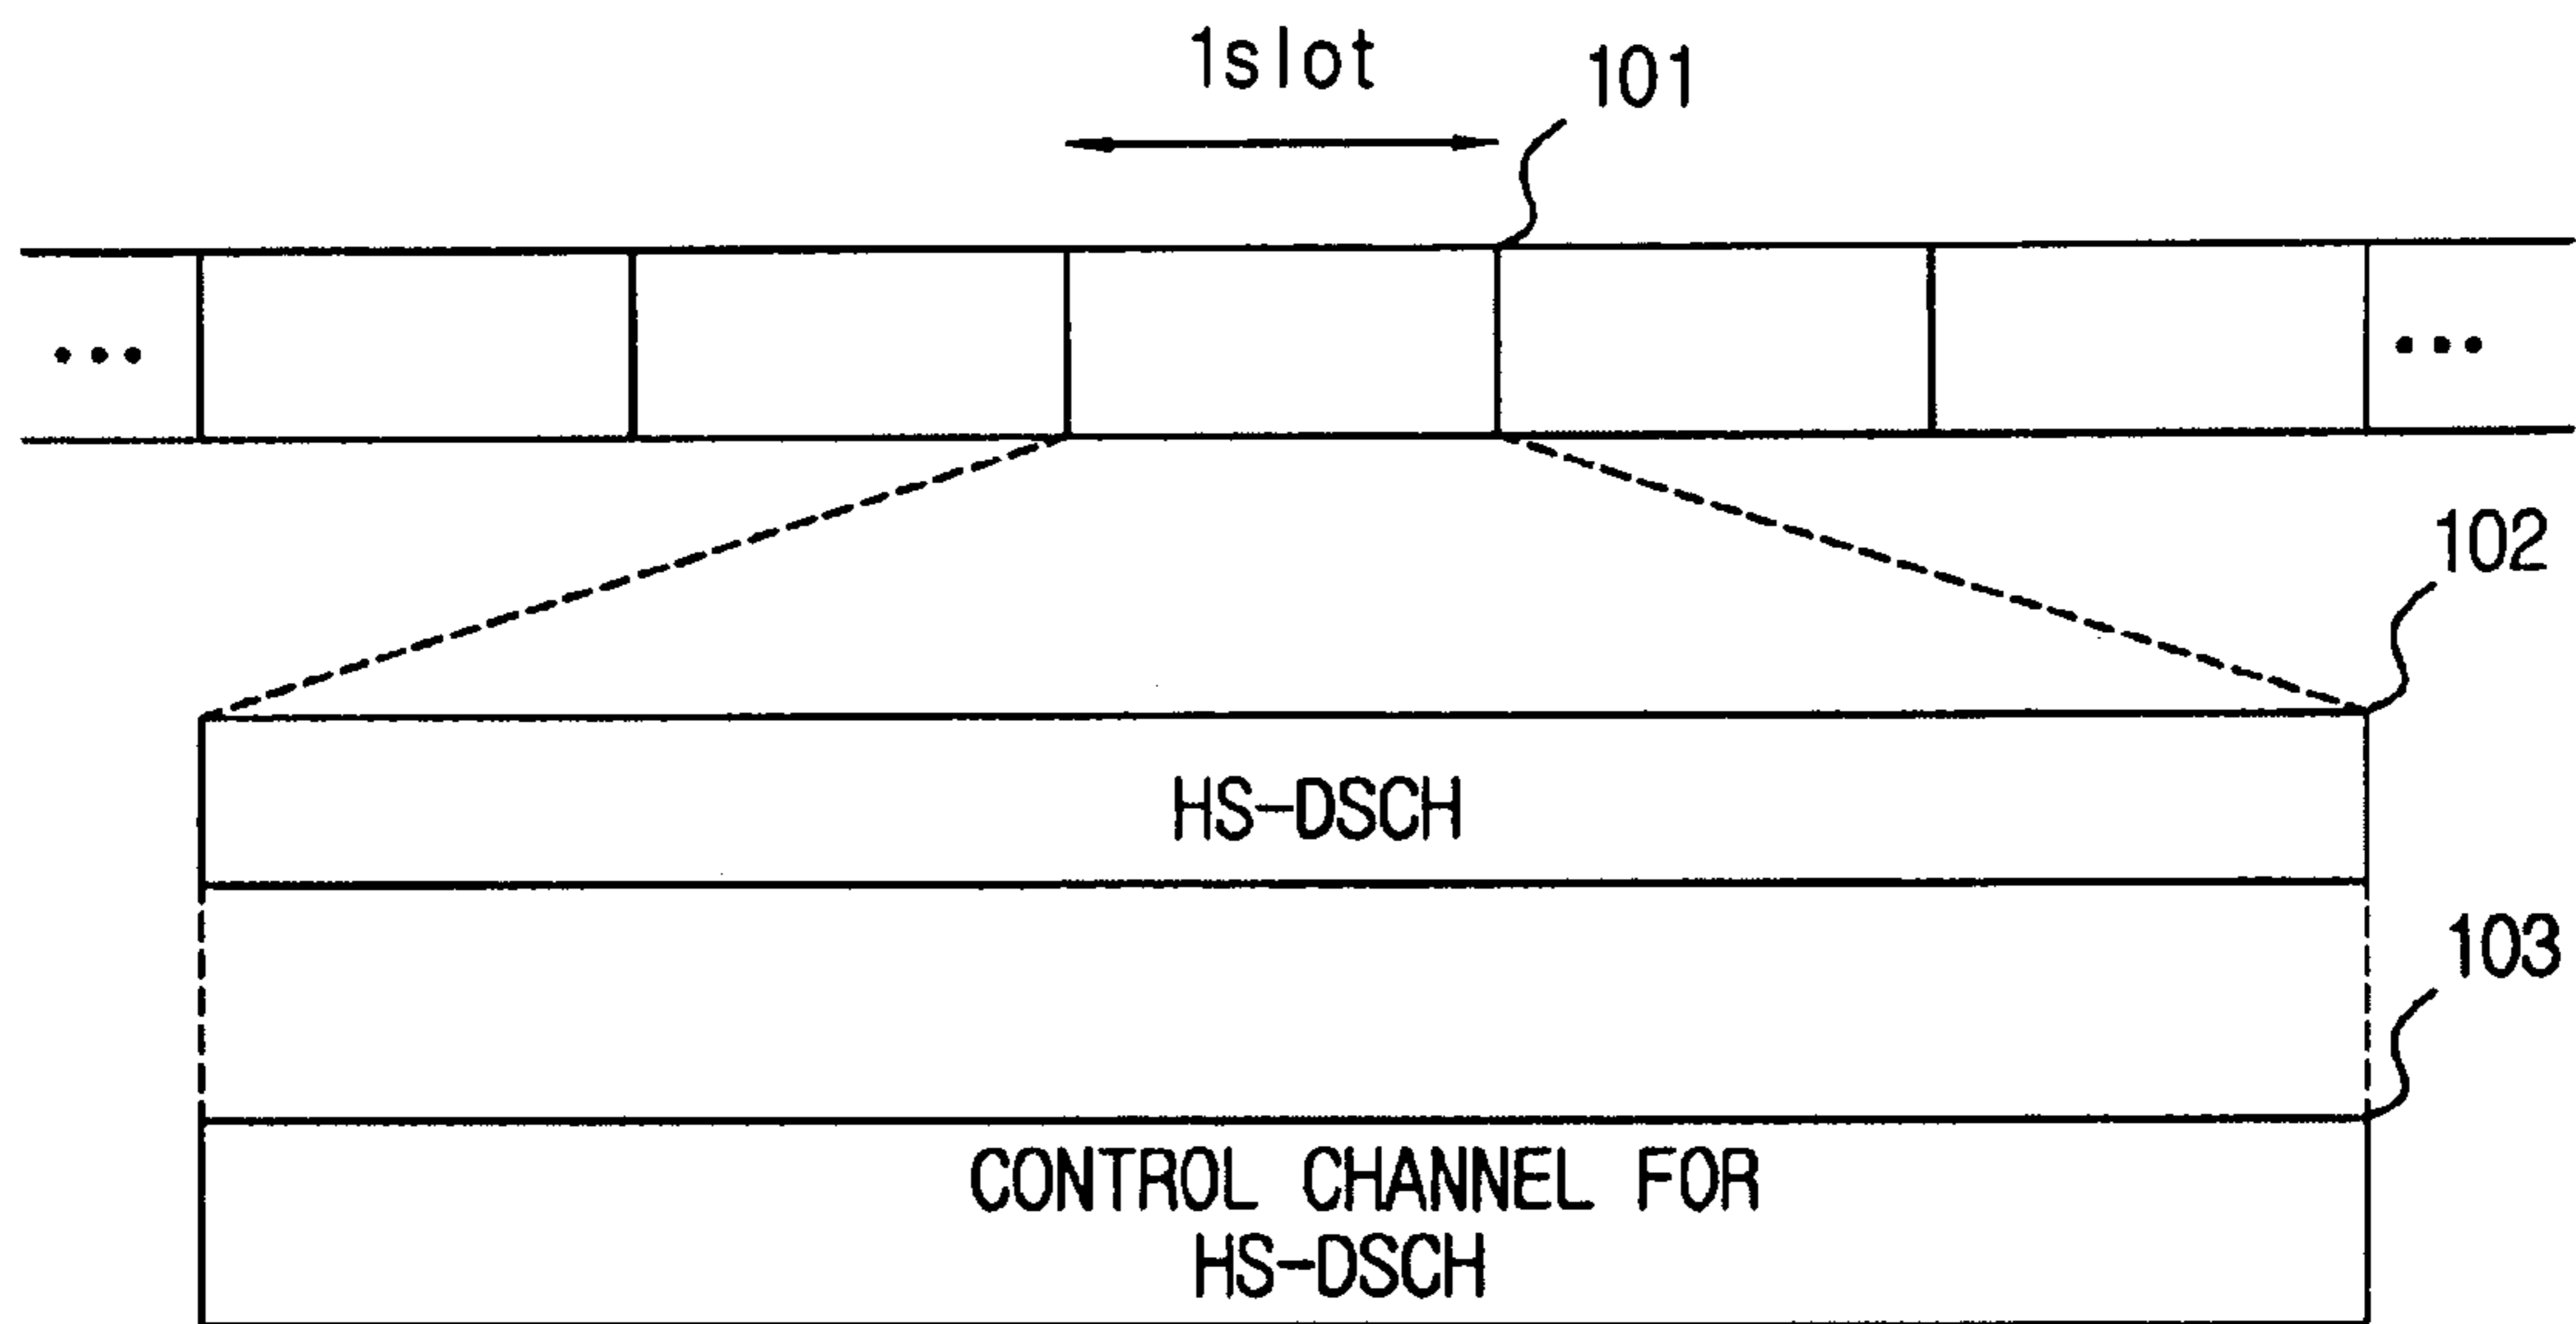 1slot
101
...
...
102
HS-DSCH
103
CONTROL CHANNEL FOR
HS-DSCH